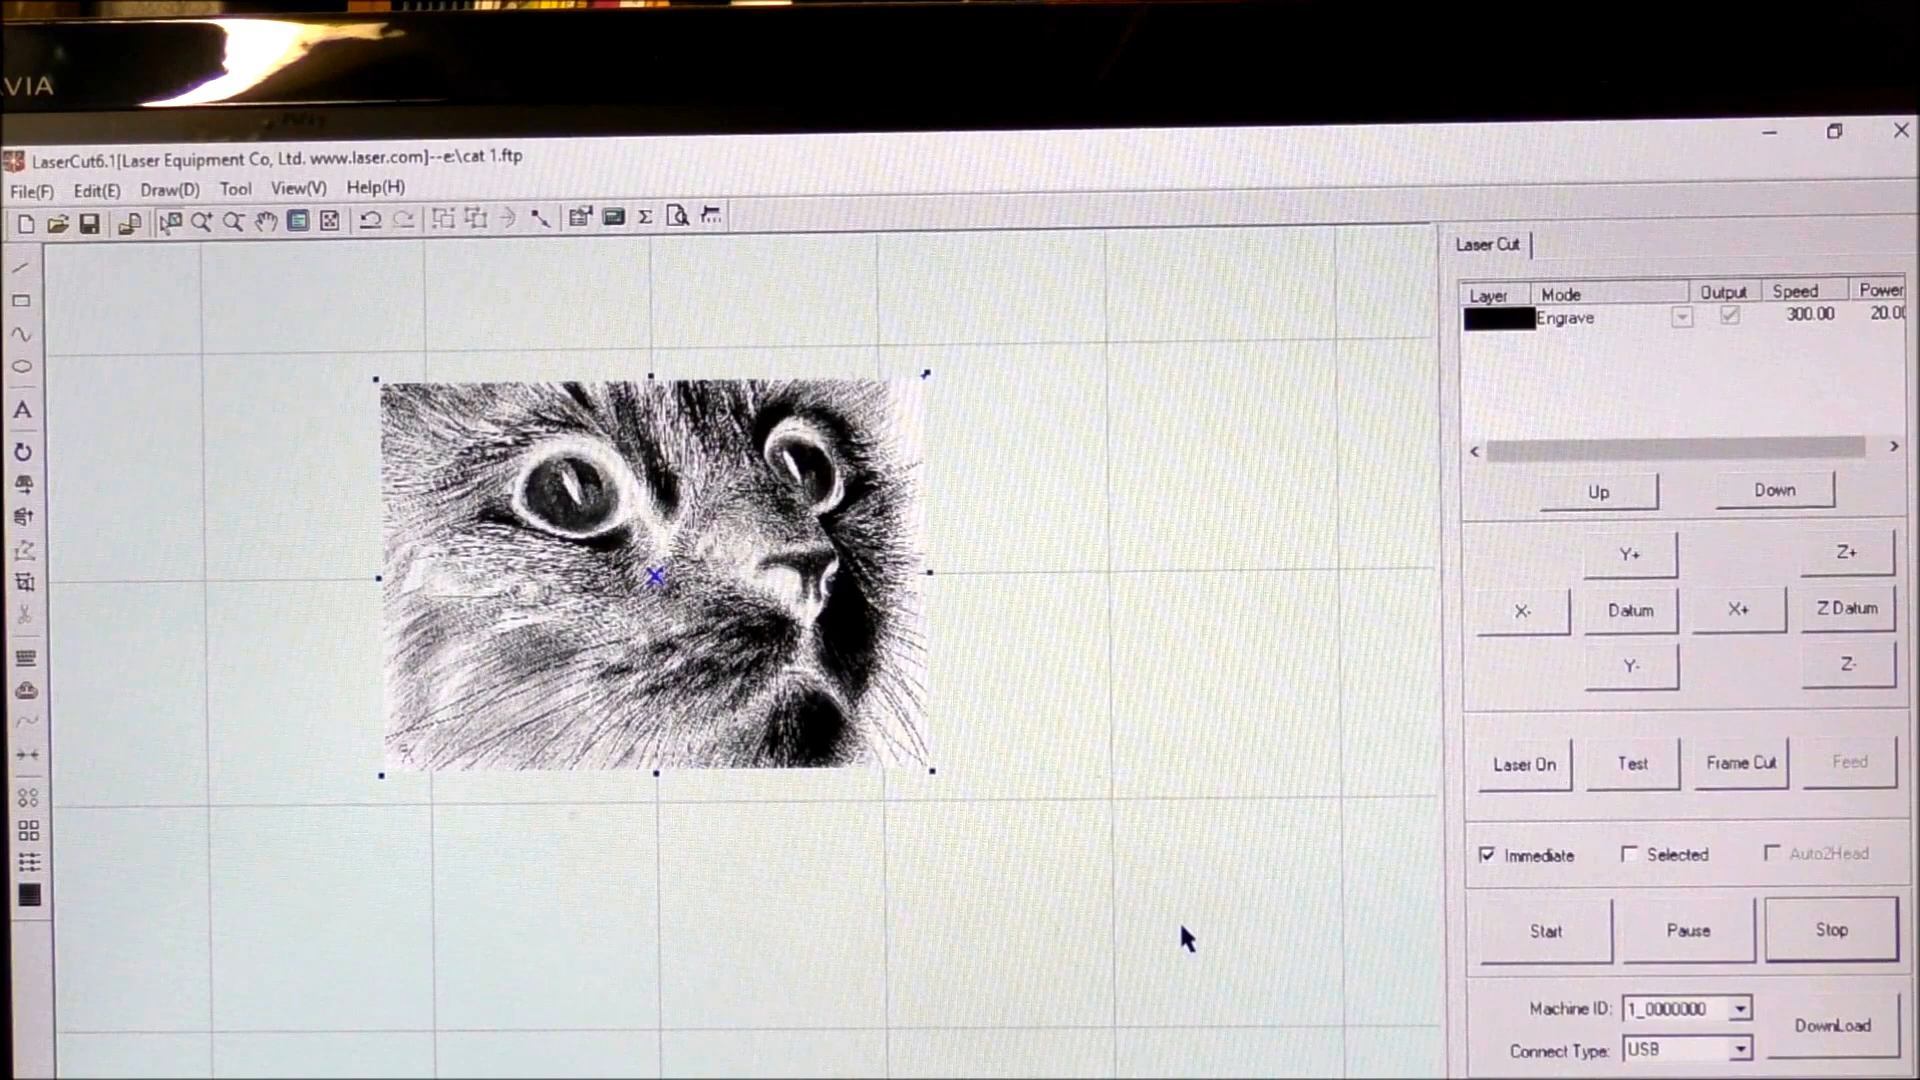 VIA
LaserCut6.1[Laser Equipment Co, Ltd. www.laser.com]--e:\cat 1.ftp
File(F) Edit(E) Draw(D) Tool View(V) Help(H)
Laser Cut
Layer Mode Output Speed Power
Engrave 300.00 20.00
Up Down
Y+ Z+
X- Datum X+ Z Datum
Y- Z-
Laser On Test Frame Cut Feed
Immediate Selected Auto2Head
Start Pause Stop
Machine ID: 1_0000000
DownLoad
Connect Type: USB